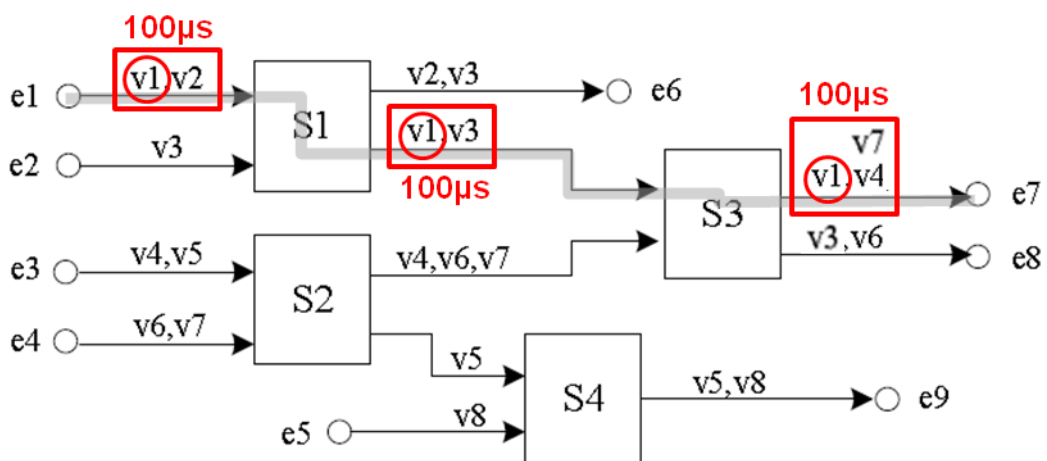 100µs
e1
v1,v2
v2,v3
e6
S1
e2
v3
v1,v3
100µs
100µs
v7
v1,v4
e7
S3
v3,v6
e8
e3
v4,v5
S2
v4,v6,v7
e4
v6,v7
v5
S4
v5,v8
e9
e5
v8